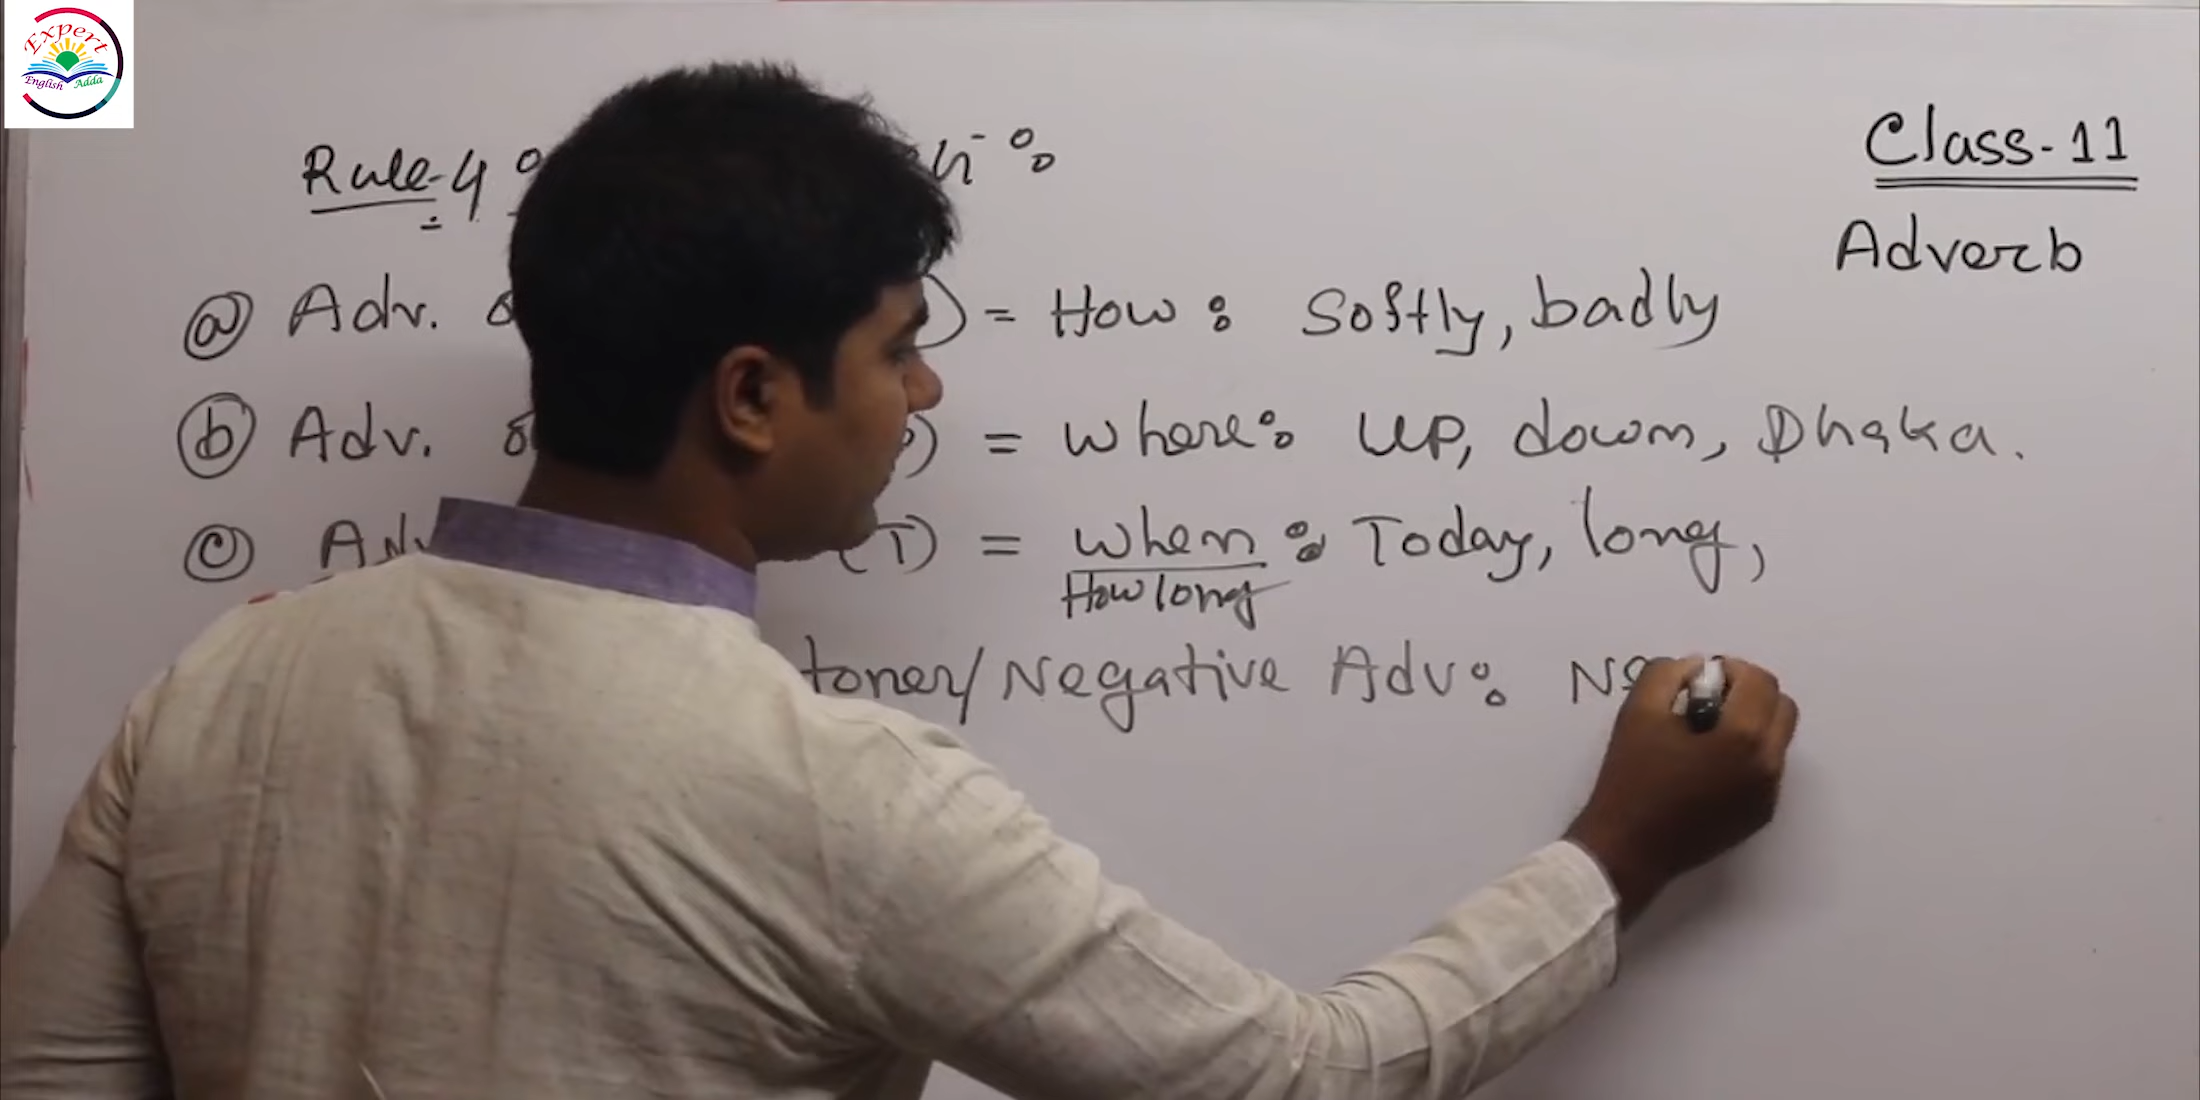 Expert
English Adda
Class-11
Adverb
Rule-4
a Adv. = How: Softly, badly
b Adv. = where: UP, down, Dhaka.
c Adv (T) = when: Today, long,
How long
toner/Negative Adv: